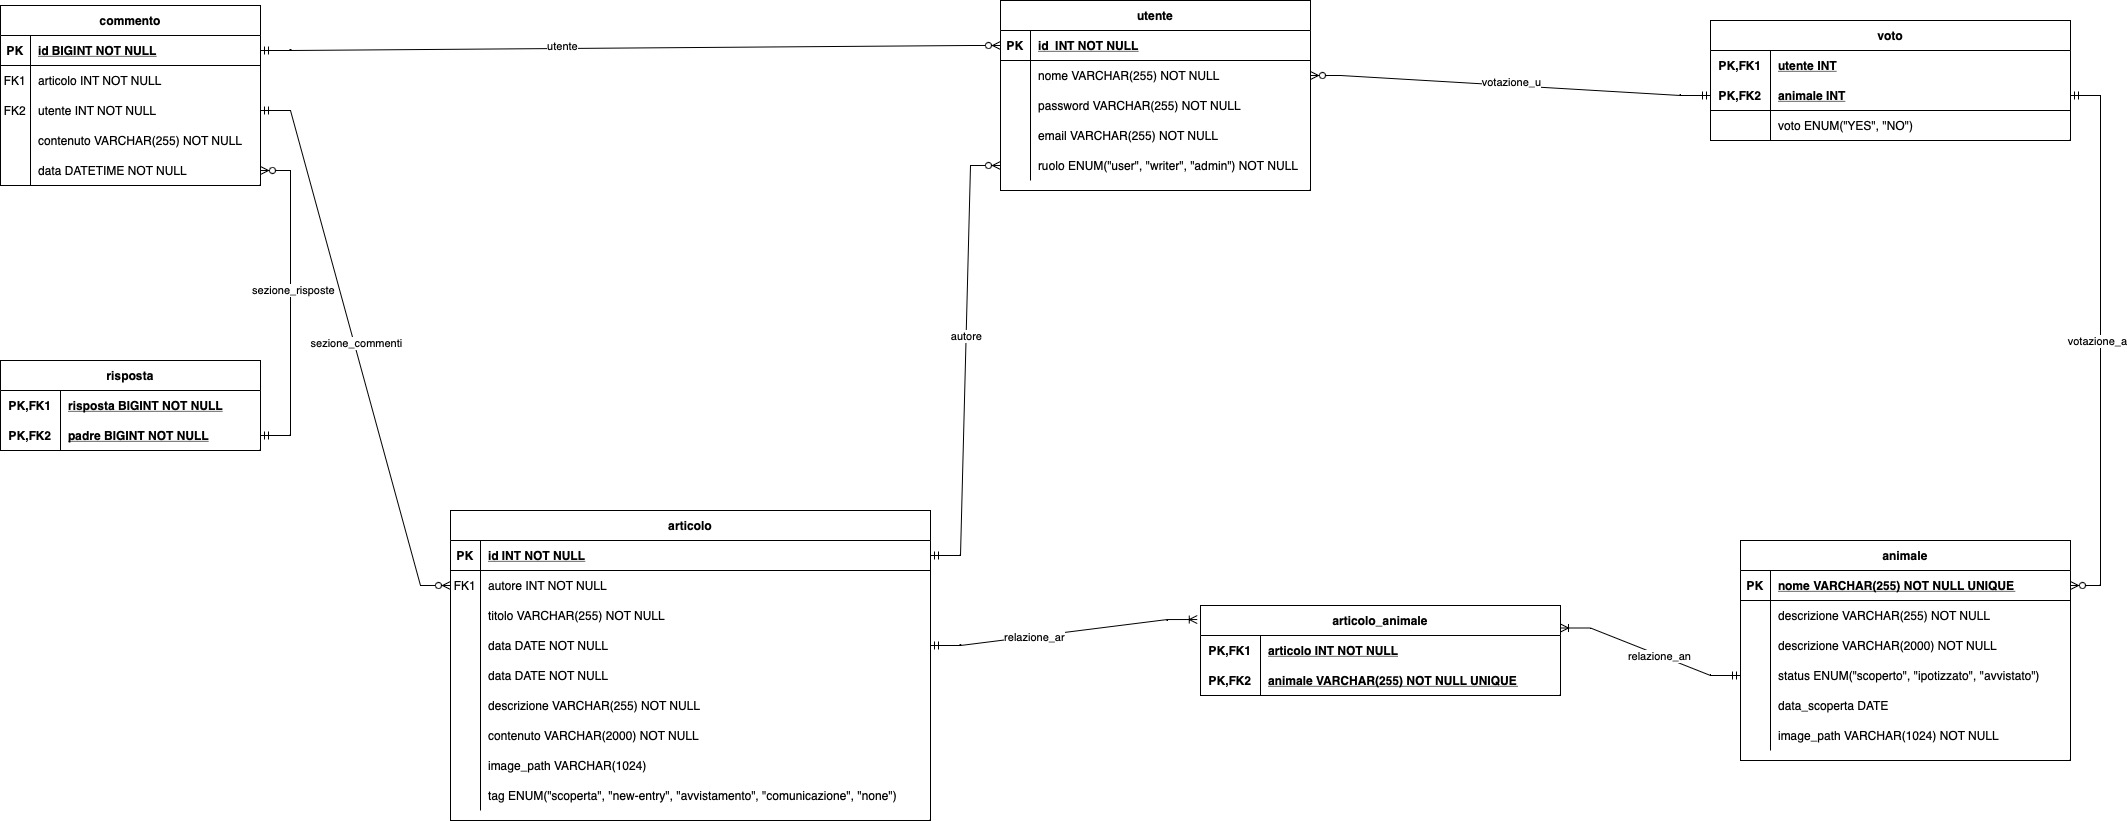 commento
PK id BIGINT NOT NULL
FK1 articolo INT NOT NULL
FK2 utente INT NOT NULL
contenuto VARCHAR(255) NOT NULL
data DATETIME NOT NULL
utente
utente
PK id INT NOT NULL
nome VARCHAR(255) NOT NULL
password VARCHAR(255) NOT NULL
email VARCHAR(255) NOT NULL
ruolo ENUM("user", "writer", "admin") NOT NULL
votazione_u
voto
PK,FK1 utente INT
PK,FK2 animale INT
voto ENUM("YES", "NO")
sezione_risposte
sezione_commenti
autore
votazione_a
risposta
PK,FK1 risposta BIGINT NOT NULL
PK,FK2 padre BIGINT NOT NULL
articolo
PK id INT NOT NULL
FK1 autore INT NOT NULL
titolo VARCHAR(255) NOT NULL
data DATE NOT NULL
data DATE NOT NULL
descrizione VARCHAR(255) NOT NULL
contenuto VARCHAR(2000) NOT NULL
image_path VARCHAR(1024)
tag ENUM("scoperta", "new-entry", "avvistamento", "comunicazione", "none")
relazione_ar
articolo_animale
PK,FK1 articolo INT NOT NULL
PK,FK2 animale VARCHAR(255) NOT NULL UNIQUE
relazione_an
animale
PK nome VARCHAR(255) NOT NULL UNIQUE
descrizione VARCHAR(255) NOT NULL
descrizione VARCHAR(2000) NOT NULL
status ENUM("scoperto", "ipotizzato", "avvistato")
data_scoperta DATE
image_path VARCHAR(1024) NOT NULL